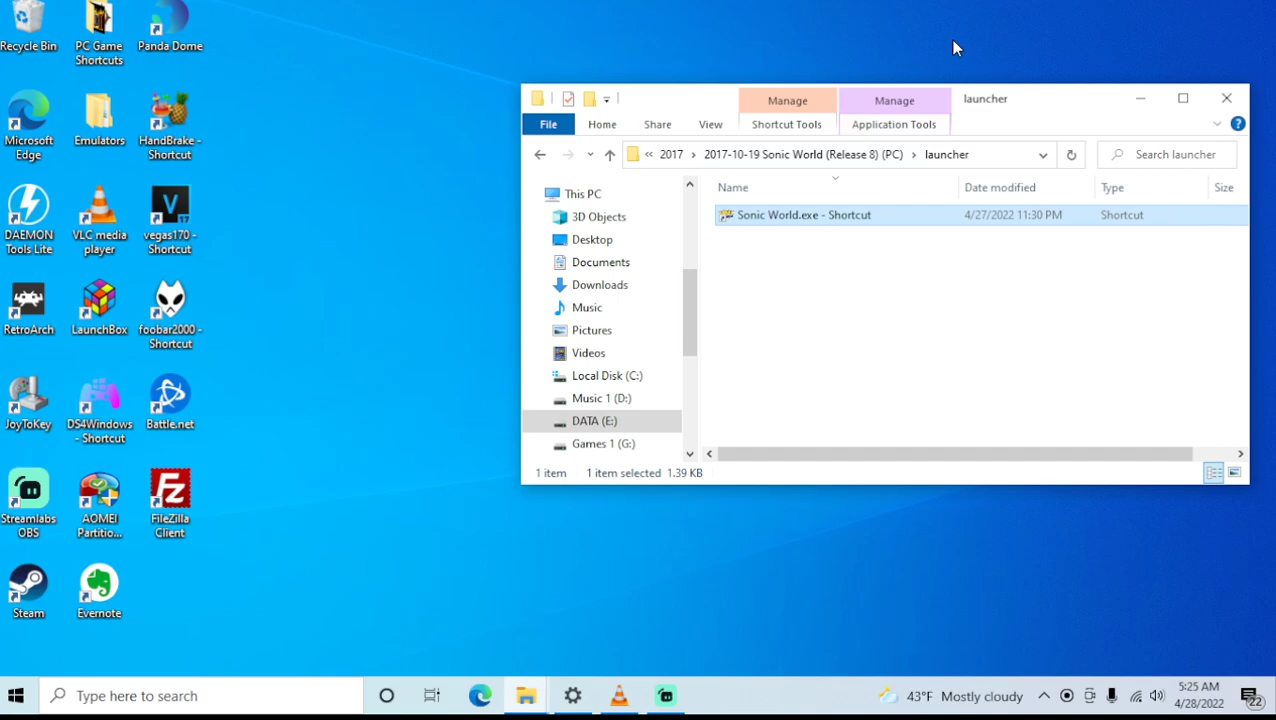 Recycle Bin
PC Game
Shortcuts
Panda Dome
Microsoft
Edge
Emulators
HandBrake -
Shortcut
DAEMON
Tools Lite
VLC media
player
vegas170 -
Shortcut
RetroArch
LaunchBox
foobar2000 -
Shortcut
JoyToKey
DS4Windows
- Shortcut
Battle.net
Streamlabs
OBS
AOMEI
Partitio...
FileZilla
Client
Steam
Evernote
Manage
Manage
launcher
File
Home
Share
View
Shortcut Tools
Application Tools
« 2017 > 2017-10-19 Sonic World (Release 8) (PC) > launcher
Search launcher
This PC
3D Objects
Desktop
Documents
Downloads
Music
Pictures
Videos
Local Disk (C:)
Music 1 (D:)
DATA (E:)
Games 1 (G:)
Name
Date modified
Type
Size
Sonic World.exe - Shortcut
4/27/2022 11:30 PM
Shortcut
1 item
1 item selected 1.39 KB
Type here to search
43°F Mostly cloudy
5:25 AM
4/28/2022
22